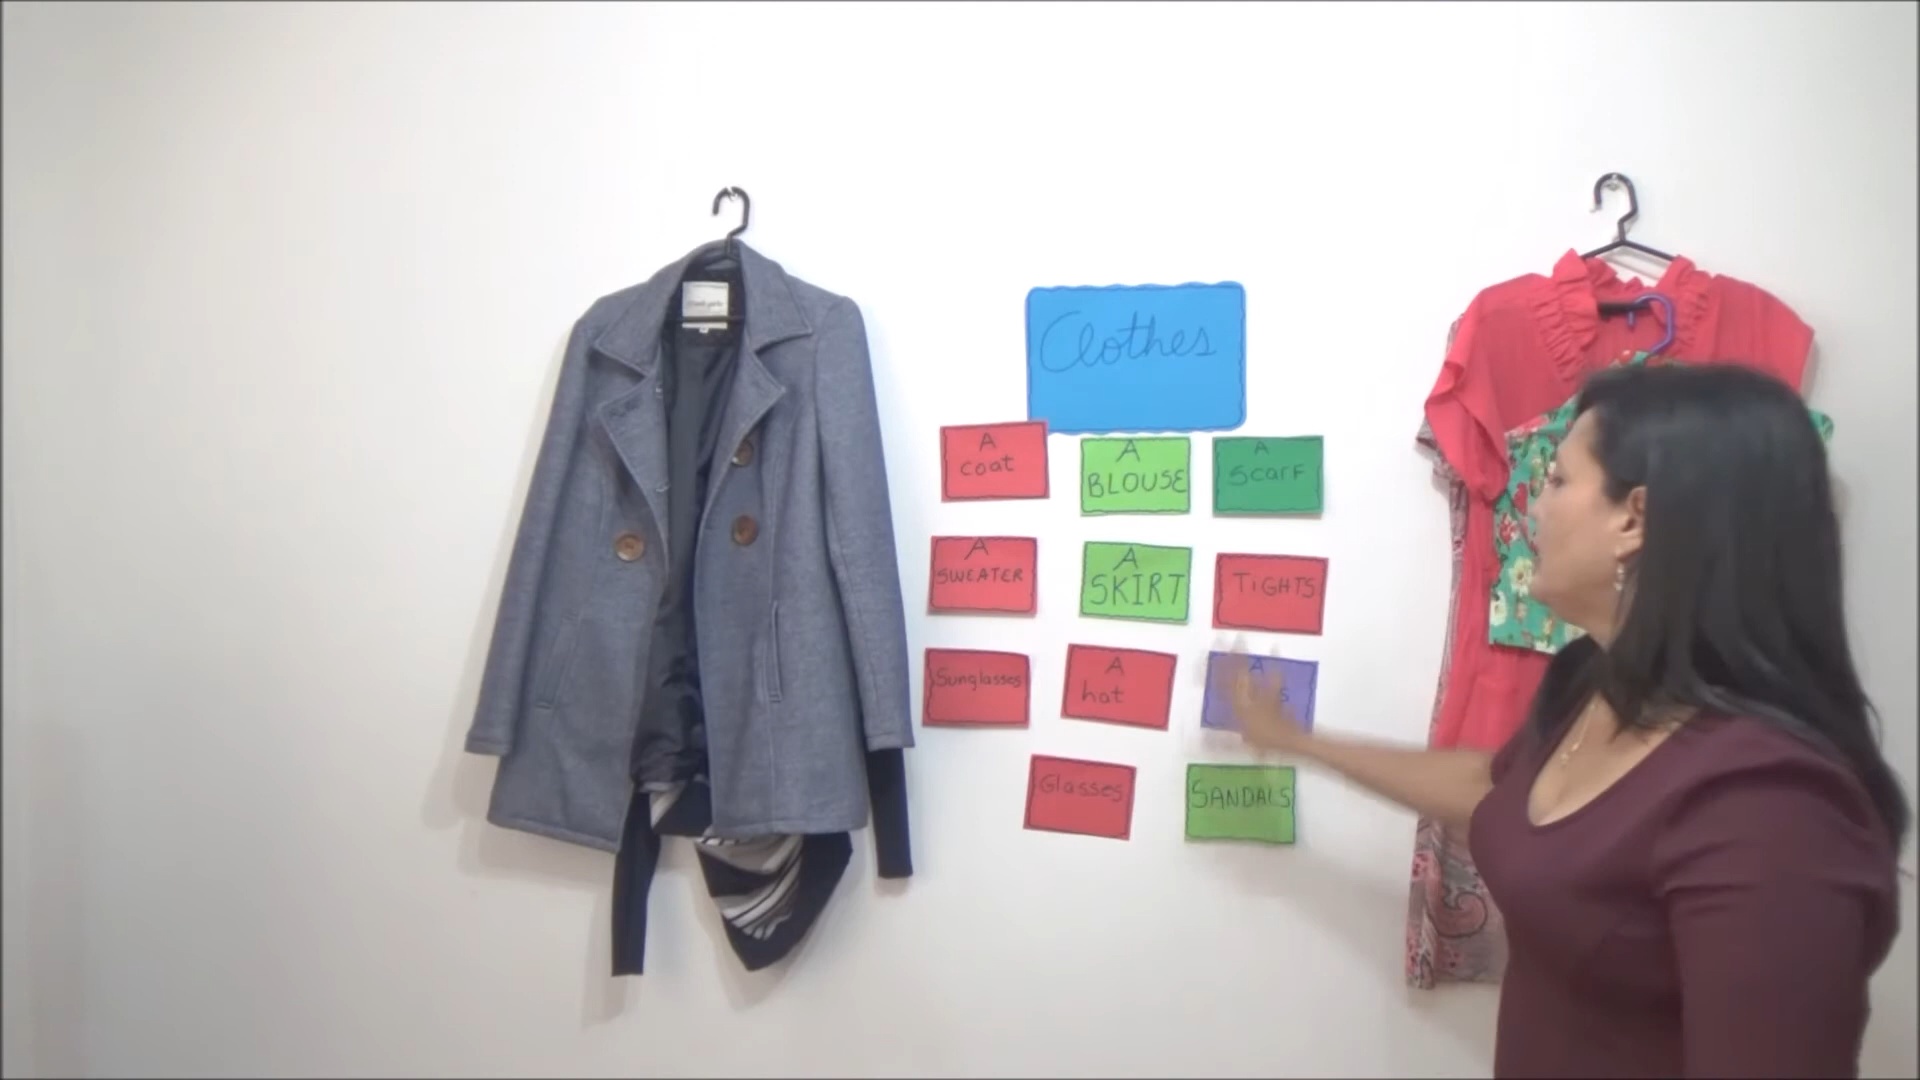 Clothes
A
coat
A
BLOUSE
A
Scarf
A
SWEATER
A
SKIRT
TiGHTS
Sunglasses
A
hat
A
Glasses
SANDALS